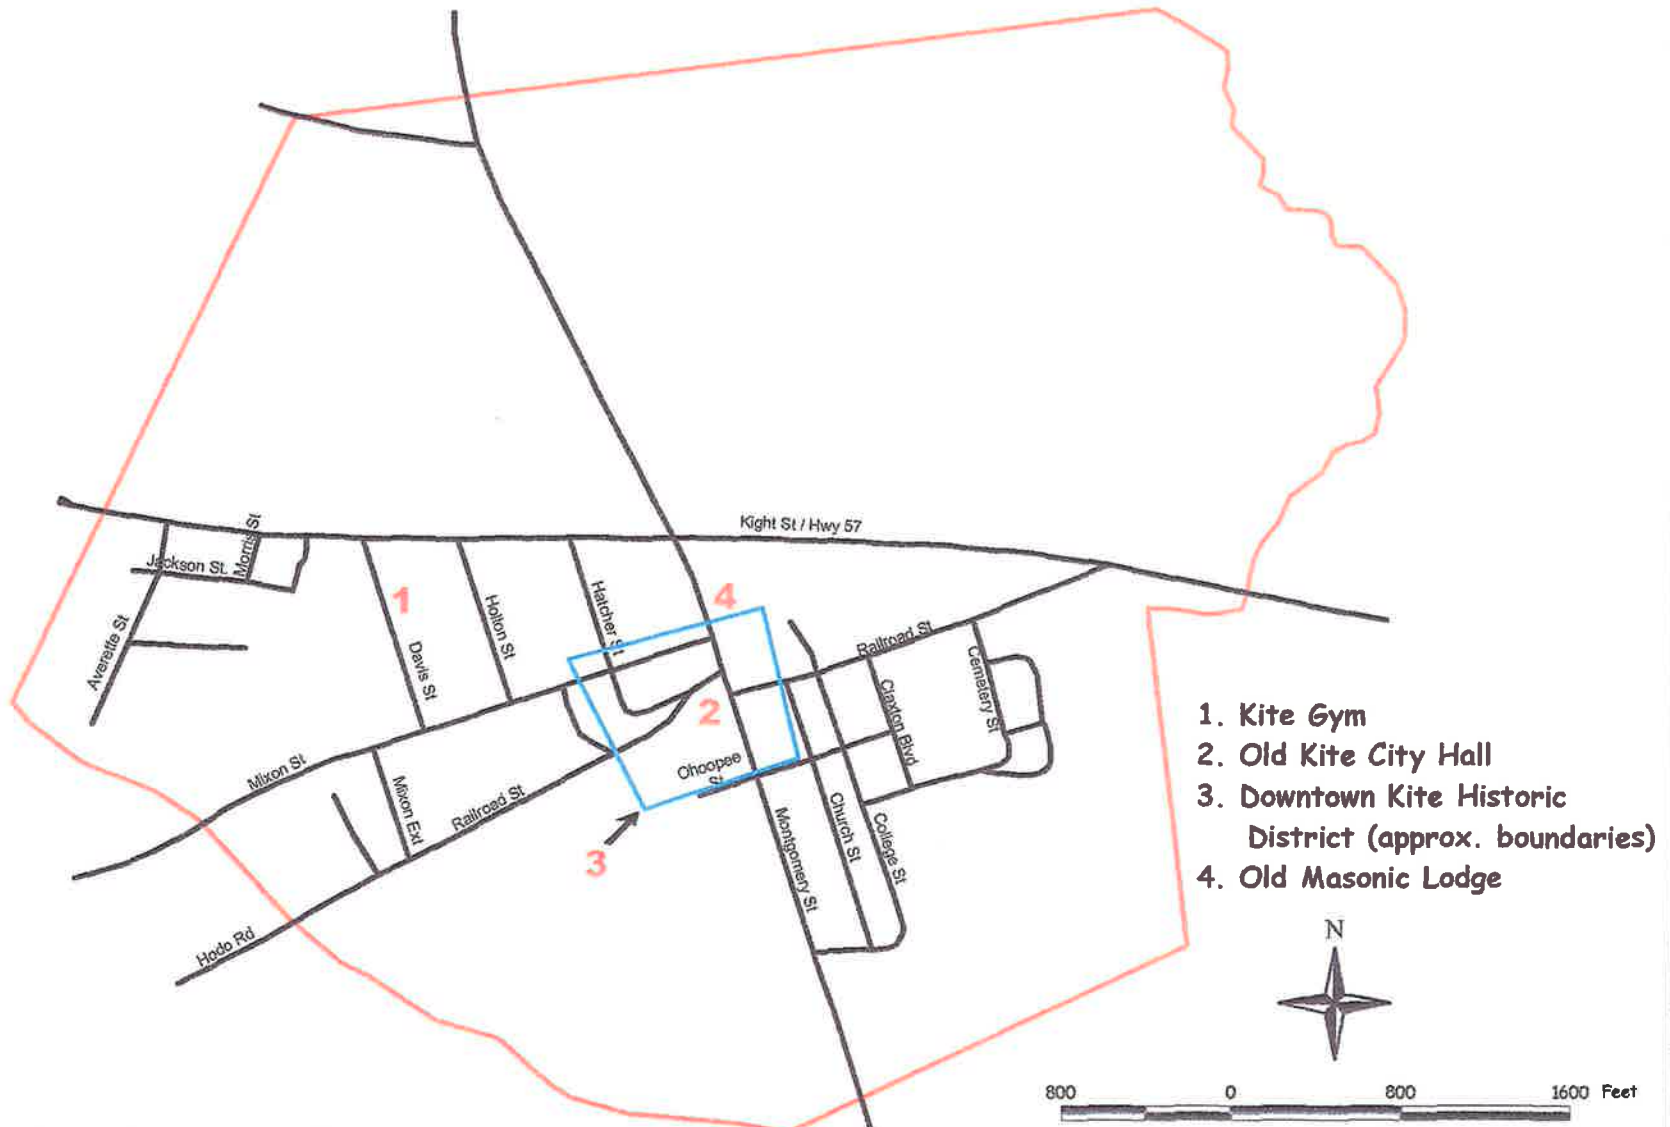 Kight St / Hwy 57
Morris St
Jackson St.
Averette St
1
Davis St
Holton St
Hatcher St
4
Railroad St
Cemetery St
Claxton Blvd
2
Ohoopee
St
Mixon St
Mixon Ext
Railroad St
3
Montgomery St
Church St
College St
Hodo Rd
1. Kite Gym
2. Old Kite City Hall
3. Downtown Kite Historic
District (approx. boundaries)
4. Old Masonic Lodge
N
800 0 800 1600 Feet